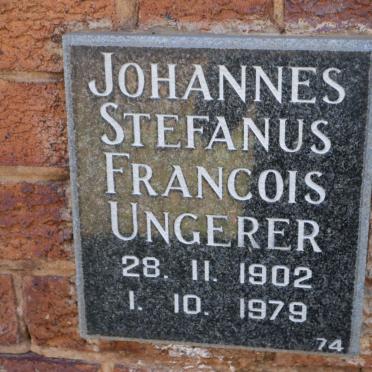 Johannes
Stefanus
Francois
Ungerer
28. 11. 1902
1. 10. 1979
74